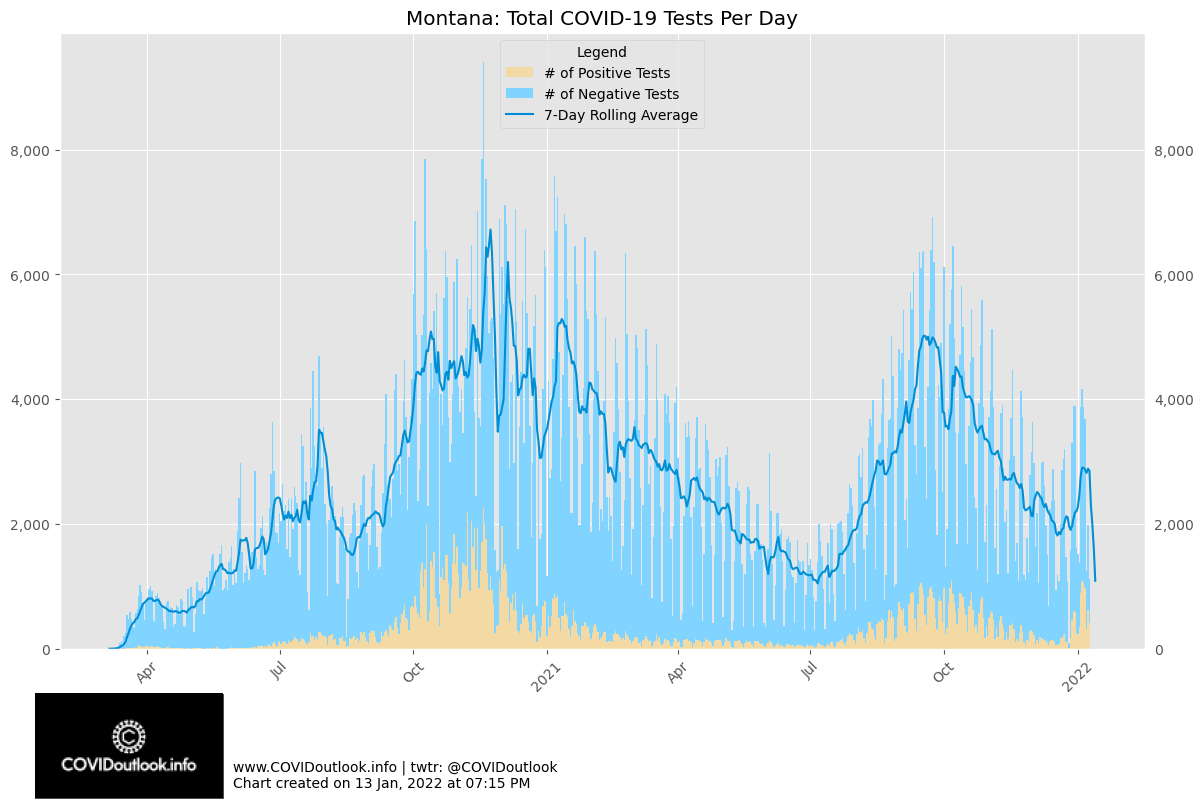 Montana: Total COVID-19 Tests Per Day
Legend
# of Positive Tests
# of Negative Tests
7-Day Rolling Average
8,000
8,000
6,000
6,000
4,000
4,000
2,000
2,000
0
0
Apr
Jul
Oct
2021
Apr
Jul
Oct
2022
C
COVIDoutlook.info
www.COVIDoutlook.info | twtr: @COVIDoutlook
Chart created on 13 Jan, 2022 at 07:15 PM